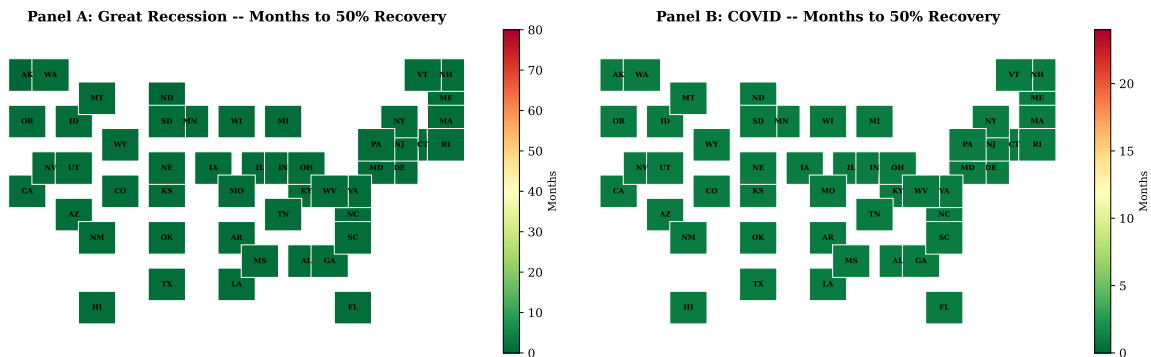 Panel A: Great Recession -- Months to 50% Recovery
AK WA VT NH
MT ND ME
OR ID SD MN WI MI NY MA
WY PA NJ CT RI
NV UT NE IA IL IN OH MD DE
CA CO KS MO KY WV VA
AZ TN NC
NM OK AR SC
MS AL GA
TX LA
HI FL
80
70
60
50
40
30
20
10
0
Months
Panel B: COVID -- Months to 50% Recovery
AK WA VT NH
MT ND ME
OR ID SD MN WI MI NY MA
WY PA NJ CT RI
NV UT NE IA IL IN OH MD DE
CA CO KS MO KY WV VA
AZ TN NC
NM OK AR SC
MS AL GA
TX LA
HI FL
20
15
10
5
0
Months